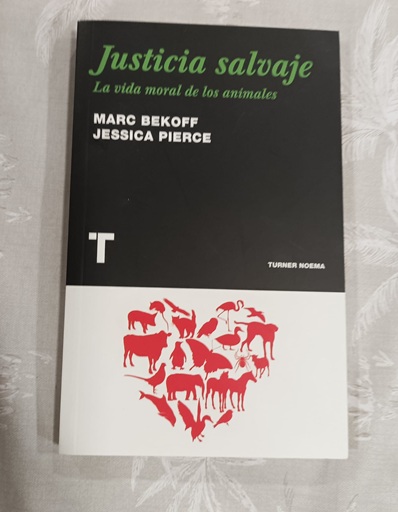 Justicia salvaje
La vida moral de los animales
MARC BEKOFF
JESSICA PIERCE
T
TURNER NOEMA